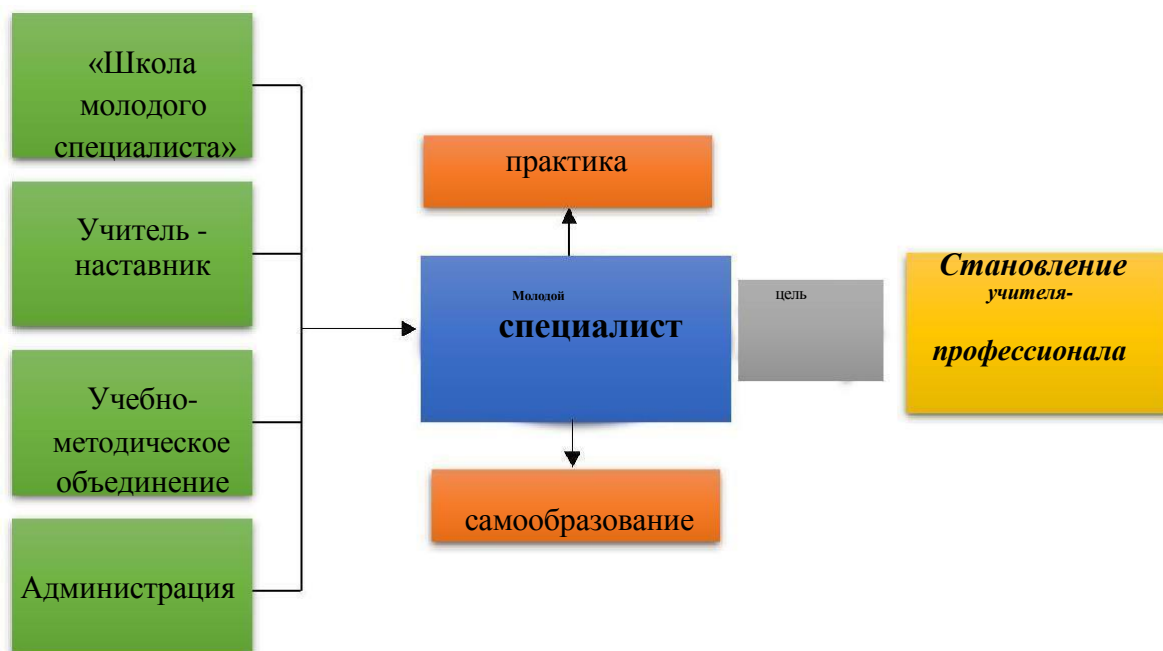 «Школа
молодого
специалиста»
Учитель -
наставник
Учебно-
методическое
объединение
Администрация
практика
Молодой
специалист
самообразование
цель
Становление
учителя-
профессионала